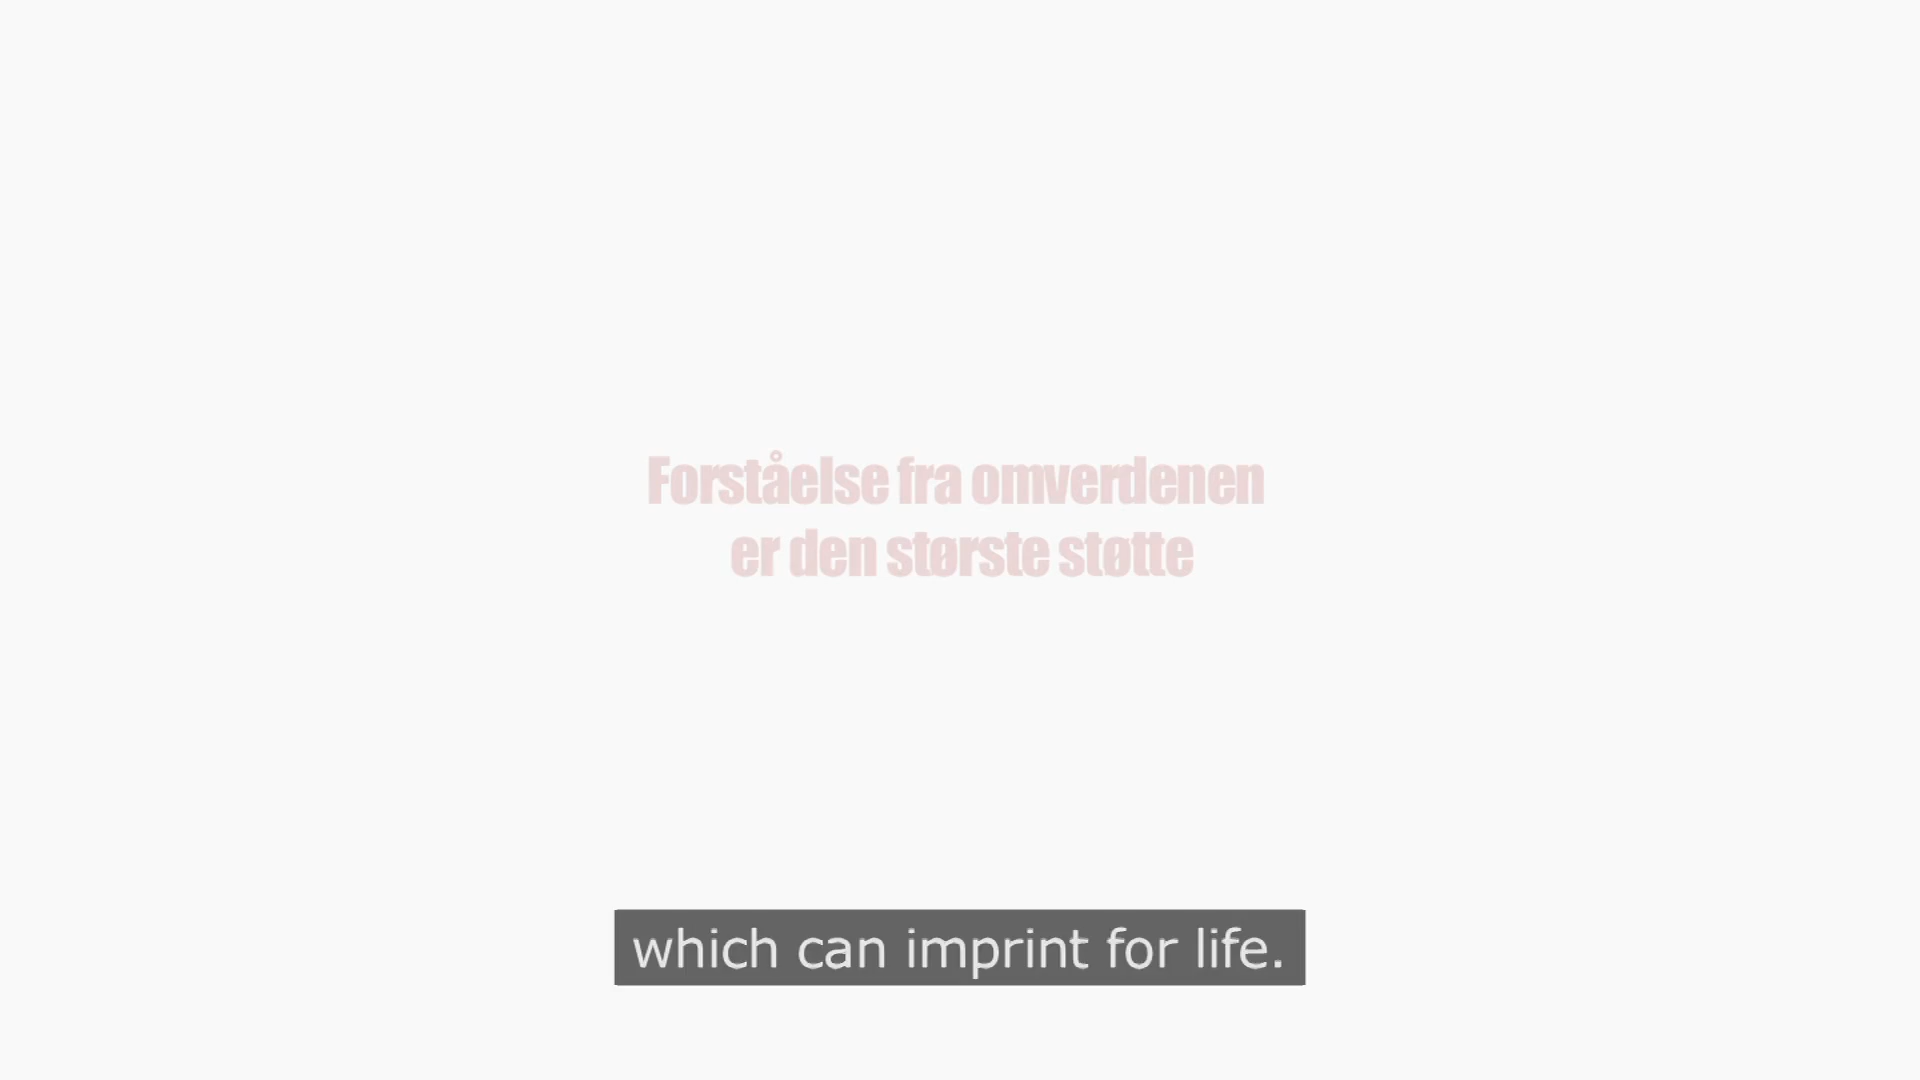 Forståelse fra omverdenen
er den største støtte
which can imprint for life.